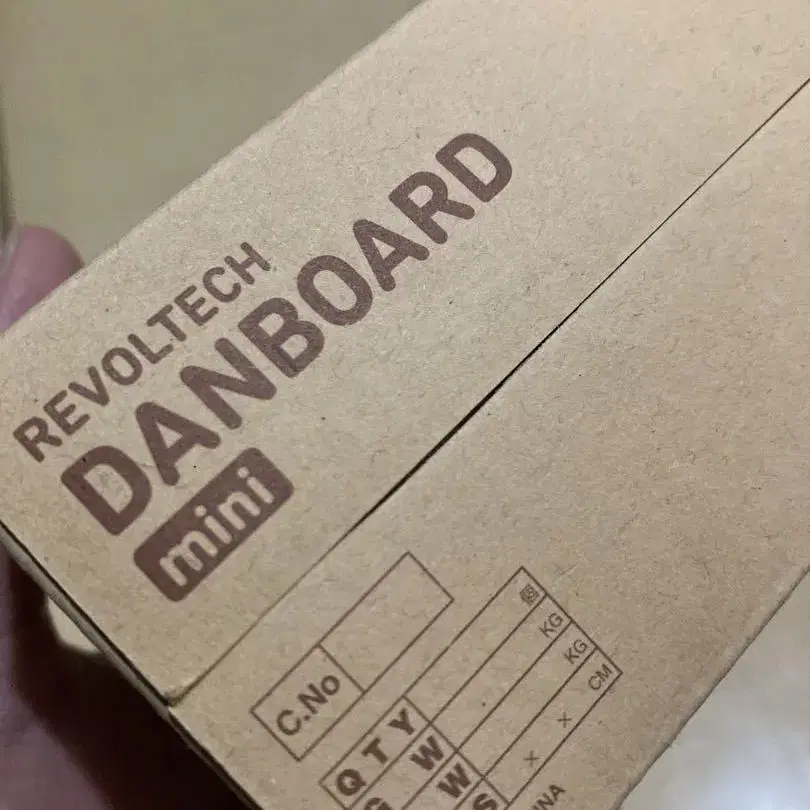 REVOLTECH
DANBOARD
mini
C.No
QTY 個
G W KG
W KG
S × × CM